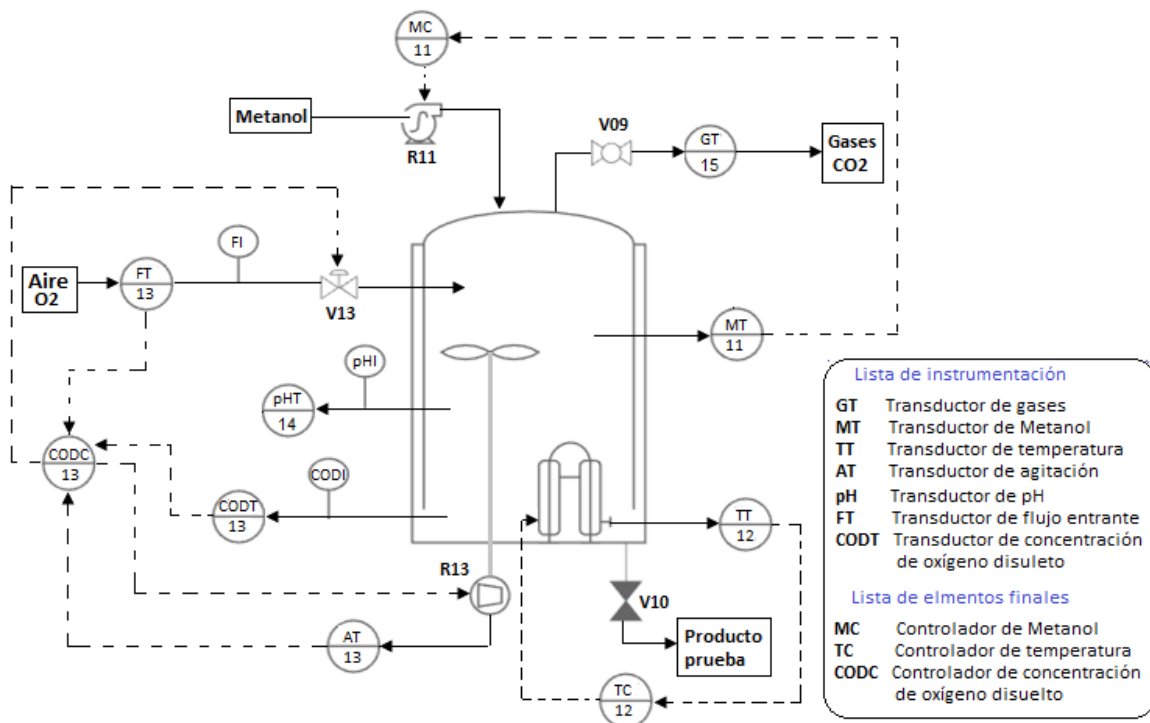 MC
11
Metanol
R11
V09
GT
15
Gases
CO2
FI
Aire
O2
FT
13
V13
MT
11
pHI
pHT
14
CODC
13
CODI
CODT
13
TT
12
R13
V10
AT
13
Producto
prueba
TC
12
Lista de instrumentación
GT Transductor de gases
MT Transductor de Metanol
TT Transductor de temperatura
AT Transductor de agitación
pH Transductor de pH
FT Transductor de flujo entrante
CODT Transductor de concentración
de oxígeno disuleto
Lista de elmentos finales
MC Controlador de Metanol
TC Controlador de temperatura
CODC Controlador de concentración
de oxígeno disuelto